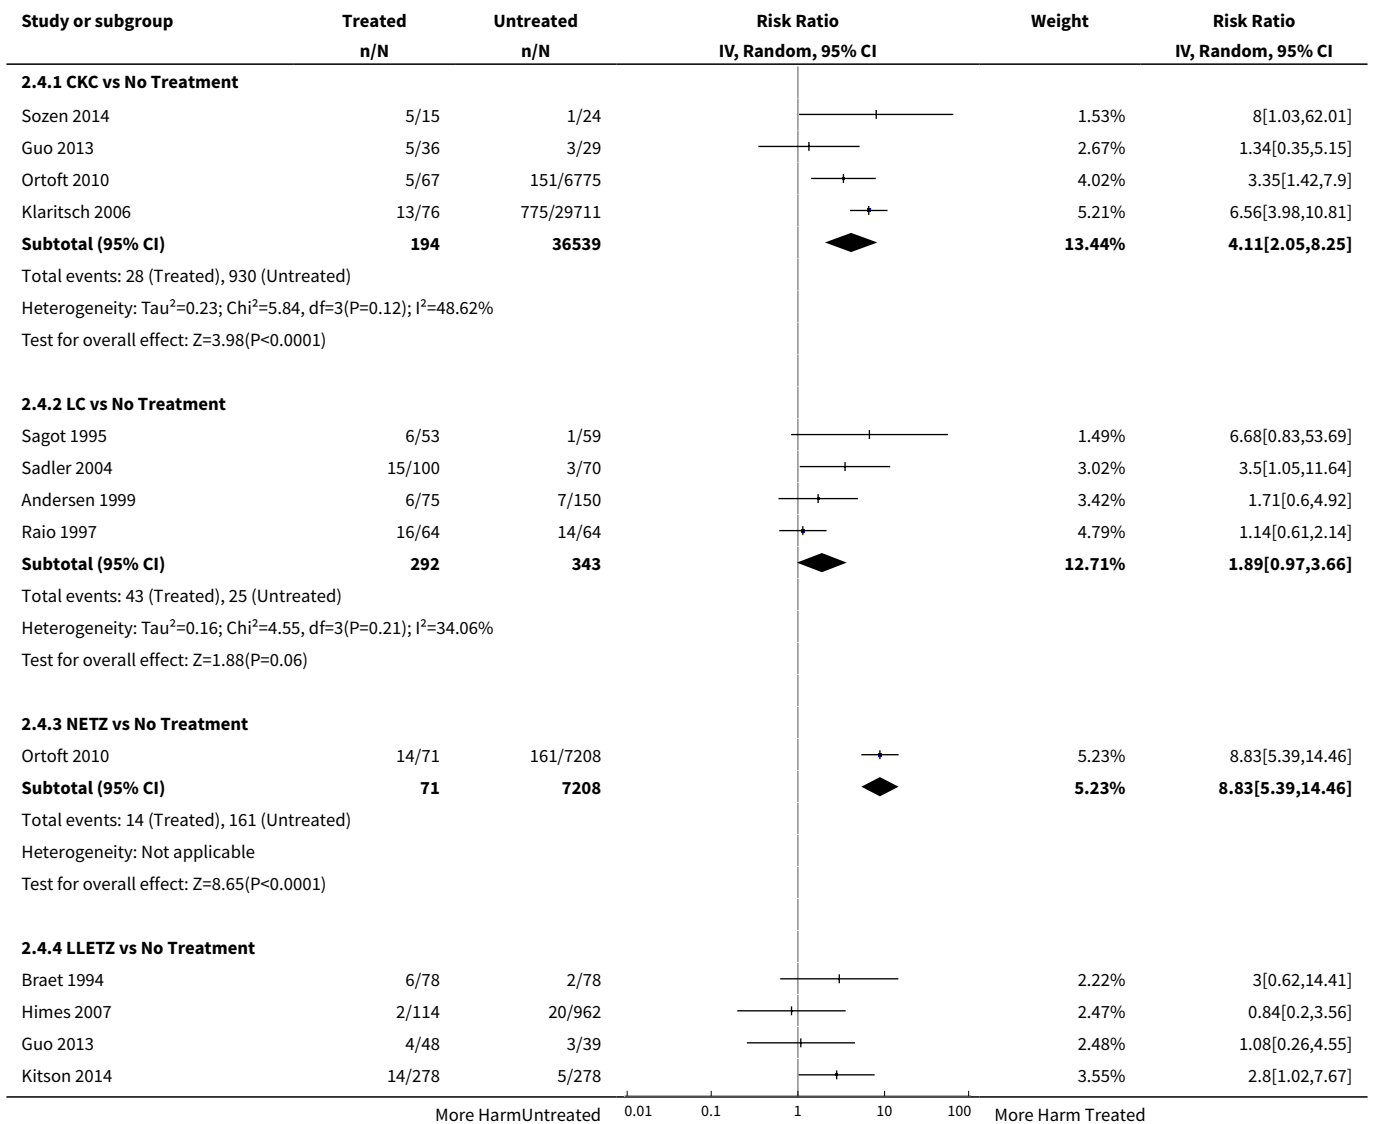 Study or subgroup Treated Untreated Risk Ratio Weight Risk Ratio
n/N n/N IV, Random, 95% CI IV, Random, 95% CI
2.4.1 CKC vs No Treatment
Sozen 2014 5/15 1/24 1.53% 8[1.03,62.01]
Guo 2013 5/36 3/29 2.67% 1.34[0.35,5.15]
Ortoft 2010 5/67 151/6775 4.02% 3.35[1.42,7.9]
Klaritsch 2006 13/76 775/29711 5.21% 6.56[3.98,10.81]
Subtotal (95% CI) 194 36539 13.44% 4.11[2.05,8.25]
Total events: 28 (Treated), 930 (Untreated)
Heterogeneity: Tau²=0.23; Chi²=5.84, df=3(P=0.12); I²=48.62%
Test for overall effect: Z=3.98(P<0.0001)
2.4.2 LC vs No Treatment
Sagot 1995 6/53 1/59 1.49% 6.68[0.83,53.69]
Sadler 2004 15/100 3/70 3.02% 3.5[1.05,11.64]
Andersen 1999 6/75 7/150 3.42% 1.71[0.6,4.92]
Raio 1997 16/64 14/64 4.79% 1.14[0.61,2.14]
Subtotal (95% CI) 292 343 12.71% 1.89[0.97,3.66]
Total events: 43 (Treated), 25 (Untreated)
Heterogeneity: Tau²=0.16; Chi²=4.55, df=3(P=0.21); I²=34.06%
Test for overall effect: Z=1.88(P=0.06)
2.4.3 NETZ vs No Treatment
Ortoft 2010 14/71 161/7208 5.23% 8.83[5.39,14.46]
Subtotal (95% CI) 71 7208 5.23% 8.83[5.39,14.46]
Total events: 14 (Treated), 161 (Untreated)
Heterogeneity: Not applicable
Test for overall effect: Z=8.65(P<0.0001)
2.4.4 LLETZ vs No Treatment
Braet 1994 6/78 2/78 2.22% 3[0.62,14.41]
Himes 2007 2/114 20/962 2.47% 0.84[0.2,3.56]
Guo 2013 4/48 3/39 2.48% 1.08[0.26,4.55]
Kitson 2014 14/278 5/278 3.55% 2.8[1.02,7.67]
More HarmUntreated 0.01 0.1 1 10 100 More Harm Treated